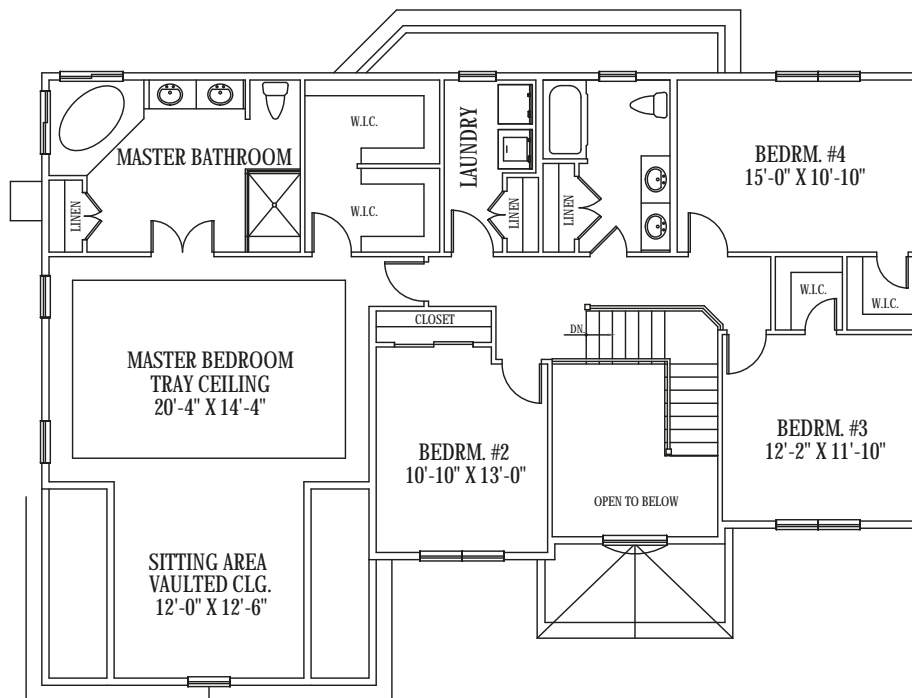 MASTER BATHROOM
W.I.C.
W.I.C.
LINEN
LAUNDRY
LINEN
LINEN
BEDRM. #4
15'-0" X 10'-10"
W.I.C.
W.I.C.
CLOSET
DN.
MASTER BEDROOM
TRAY CEILING
20'-4" X 14'-4"
BEDRM. #2
10'-10" X 13'-0"
OPEN TO BELOW
BEDRM. #3
12'-2" X 11'-10"
SITTING AREA
VAULTED CLG.
12'-0" X 12'-6"